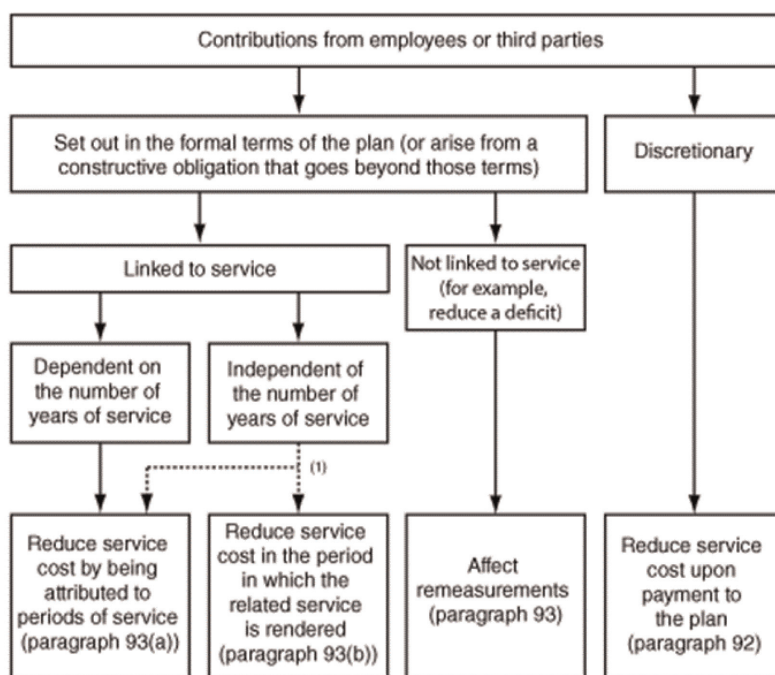 Contributions from employees or third parties
Set out in the formal terms of the plan (or arise from a
constructive obligation that goes beyond those terms)
Discretionary
Linked to service
Not linked to service
(for example,
reduce a deficit)
Dependent on
the number of
years of service
Independent of
the number of
years of service
(1)
Reduce service
cost by being
attributed to
periods of service
(paragraph 93(a))
Reduce service
cost in the period
in which the
related service
is rendered
(paragraph 93(b))
Affect
remeasurements
(paragraph 93)
Reduce service
cost upon
payment to
the plan
(paragraph 92)